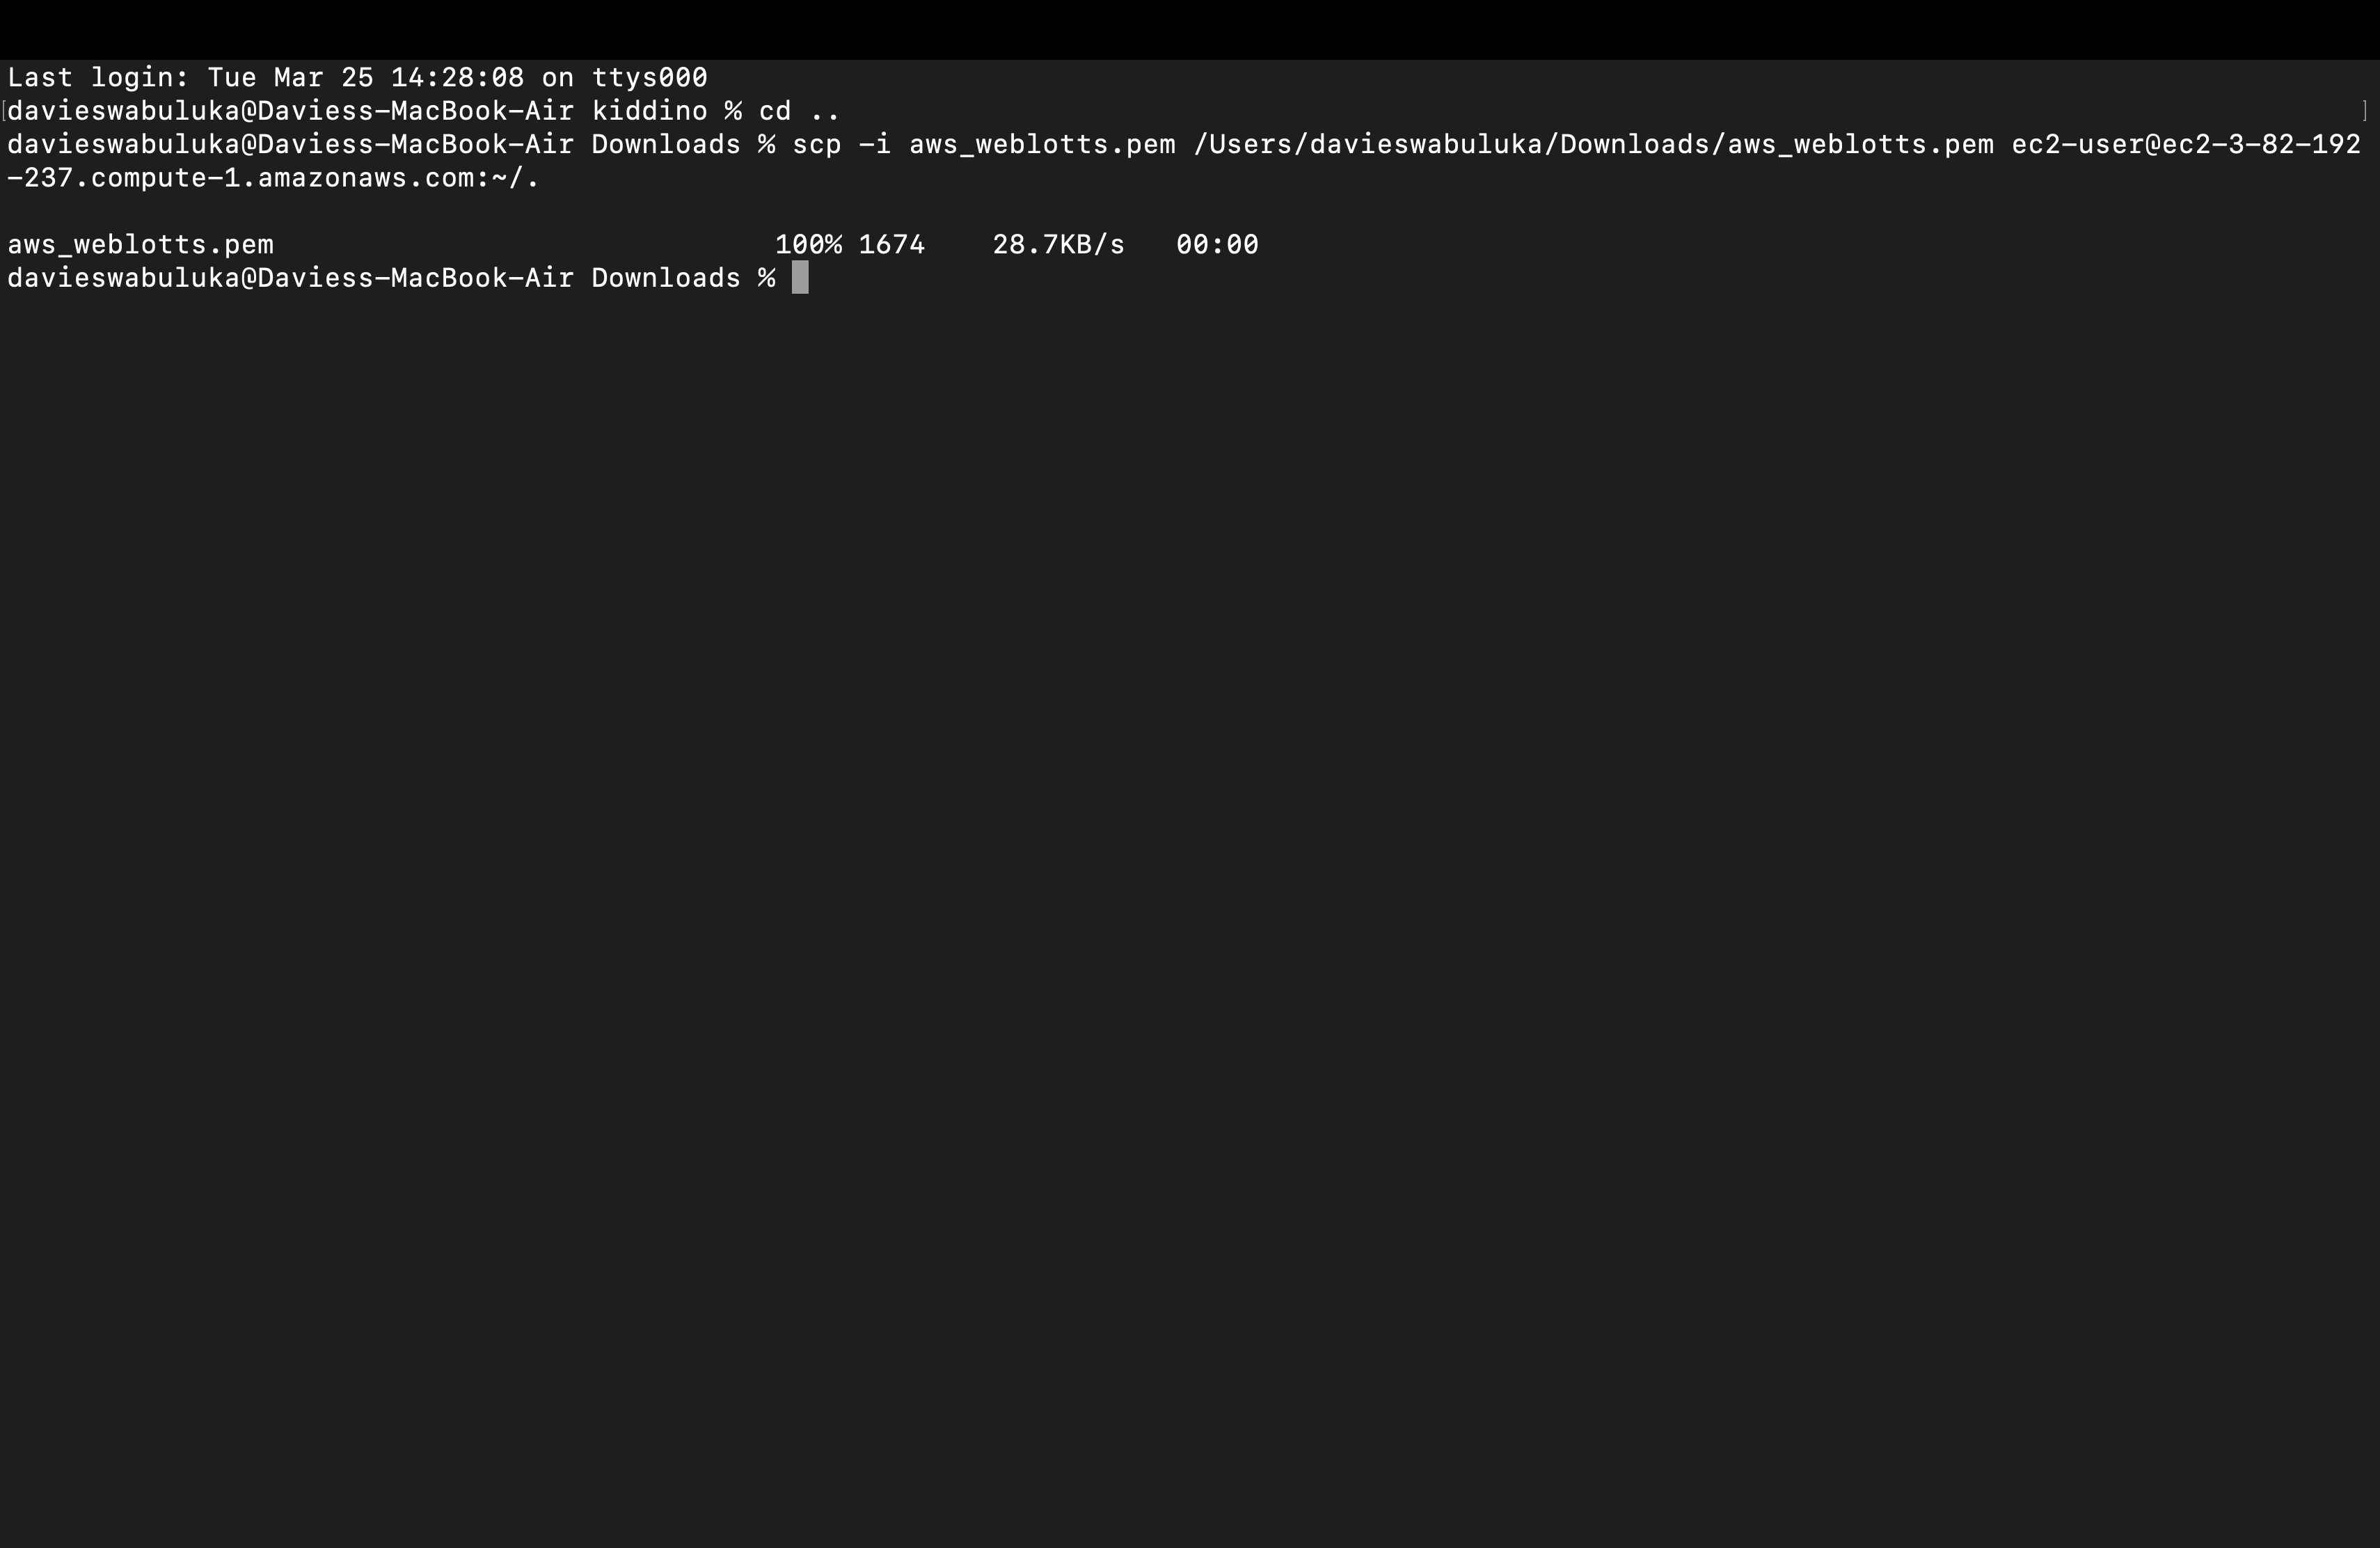 Last login: Tue Mar 25 14:28:08 on ttys000
[davieswabuluka@Daviess-MacBook-Air kiddino % cd .. ]
davieswabuluka@Daviess-MacBook-Air Downloads % scp -i aws_weblotts.pem /Users/davieswabuluka/Downloads/aws_weblotts.pem ec2-user@ec2-3-82-192
-237.compute-1.amazonaws.com:~/.
aws_weblotts.pem 100% 1674 28.7KB/s 00:00
davieswabuluka@Daviess-MacBook-Air Downloads %